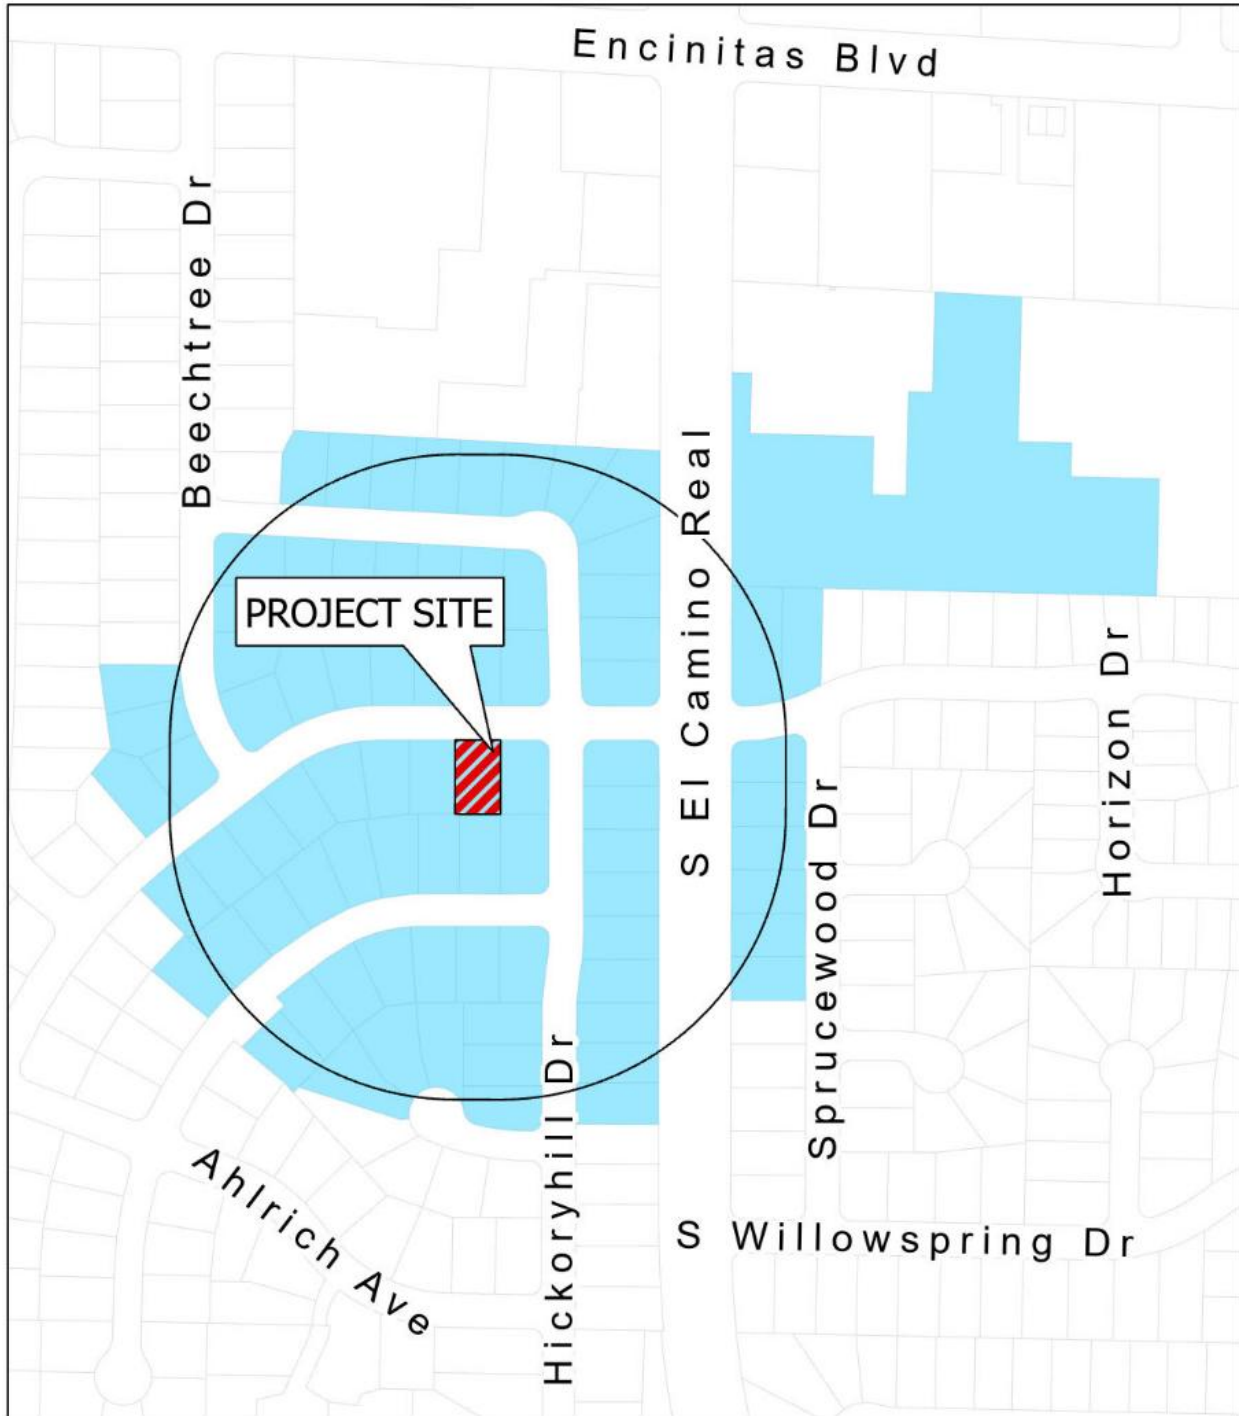 Encinitas Blvd
Beechtree Dr
S El Camino Real
PROJECT SITE
Horizon Dr
Sprucewood Dr
Hickoryhill Dr
Ahlrich Ave
S Willowspring Dr